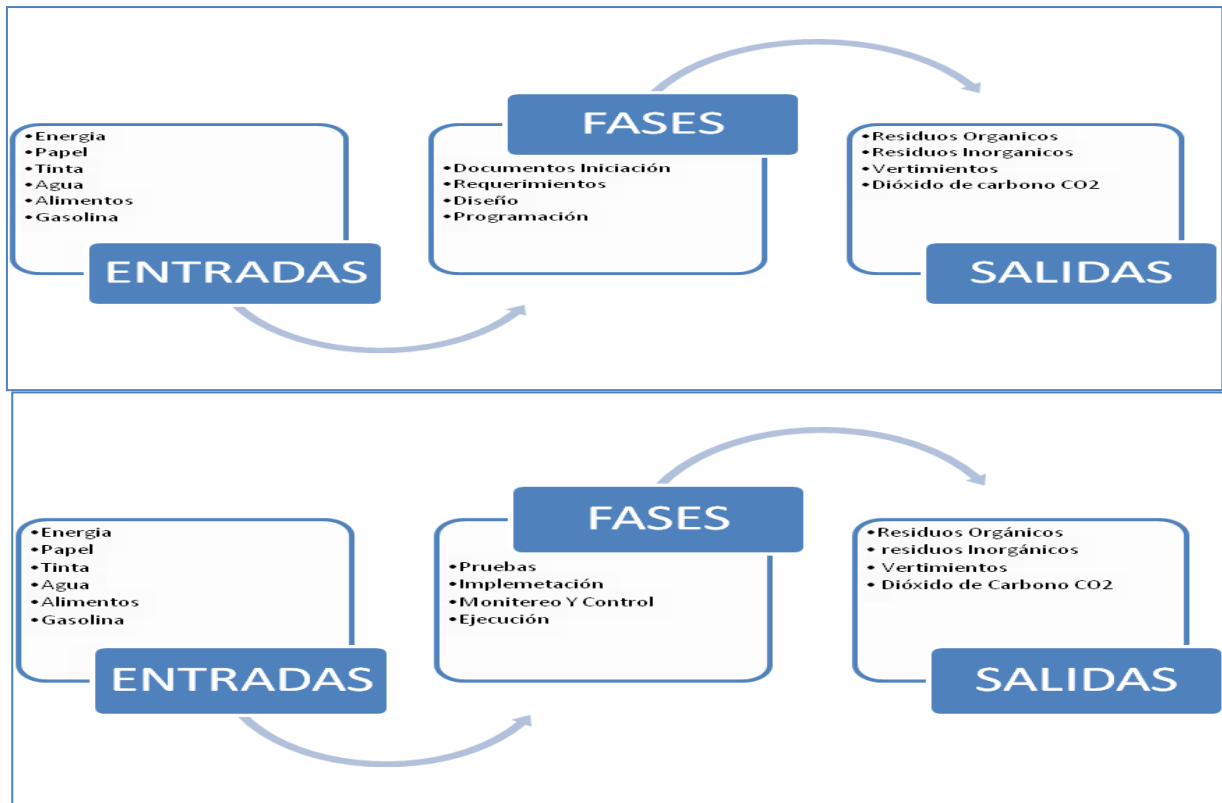 •Energia
•Papel
•Tinta
•Agua
•Alimentos
•Gasolina
ENTRADAS
FASES
•Documentos Iniciación
•Requerimientos
•Diseño
•Programación
•Residuos Organicos
•Residuos Inorganicos
•Vertimientos
•Dióxido de carbono CO2
SALIDAS
•Energia
•Papel
•Tinta
•Agua
•Alimentos
•Gasolina
ENTRADAS
FASES
•Pruebas
•Implemetación
•Monitereo Y Control
•Ejecución
•Residuos Orgánicos
• residuos Inorgánicos
• Vertimientos
• Dióxido de Carbono CO2
SALIDAS